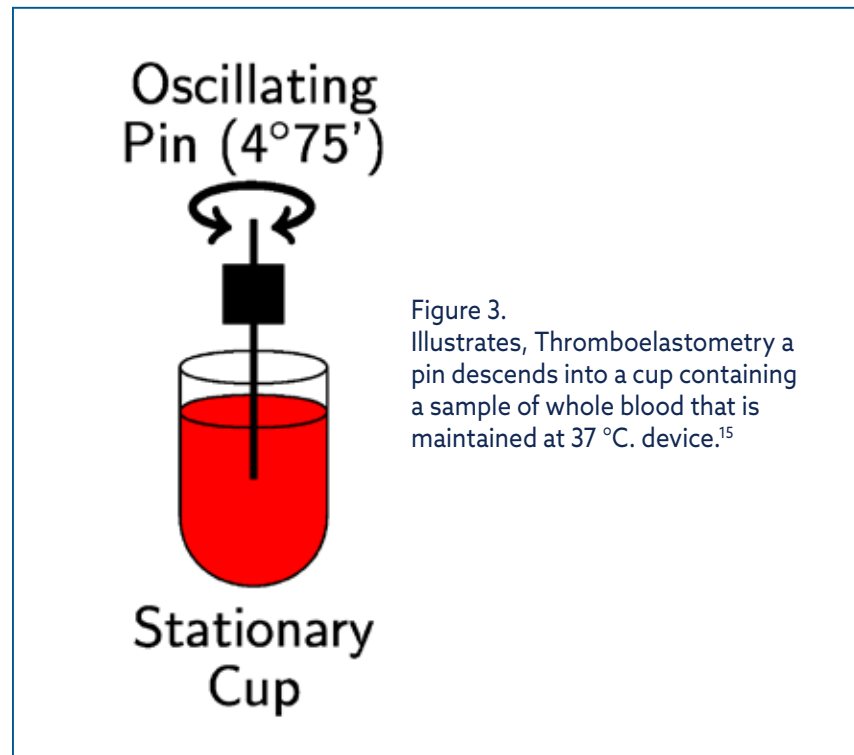 Oscillating
Pin (4°75')
Figure 3.
Illustrates, Thromboelastometry a
pin descends into a cup containing
a sample of whole blood that is
maintained at 37 °C. device.¹⁵
Stationary
Cup